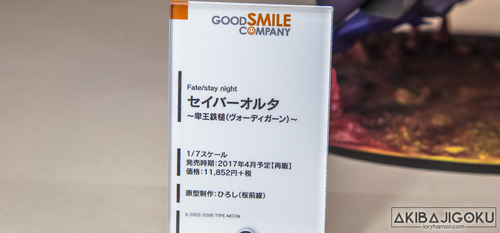 GOOD SMILE
COMPANY
Fate/stay night
セイバーオルタ
～卑王鉄槌(ヴォーディガーン)～
1/7スケール
発売時期:2017年4月予定【再販】
価格:11,852円+税
原型制作:ひろし(桜前線)
© 2002-2006 TYPE-MOON
AKIBAJIGOKU
loryhamon.com